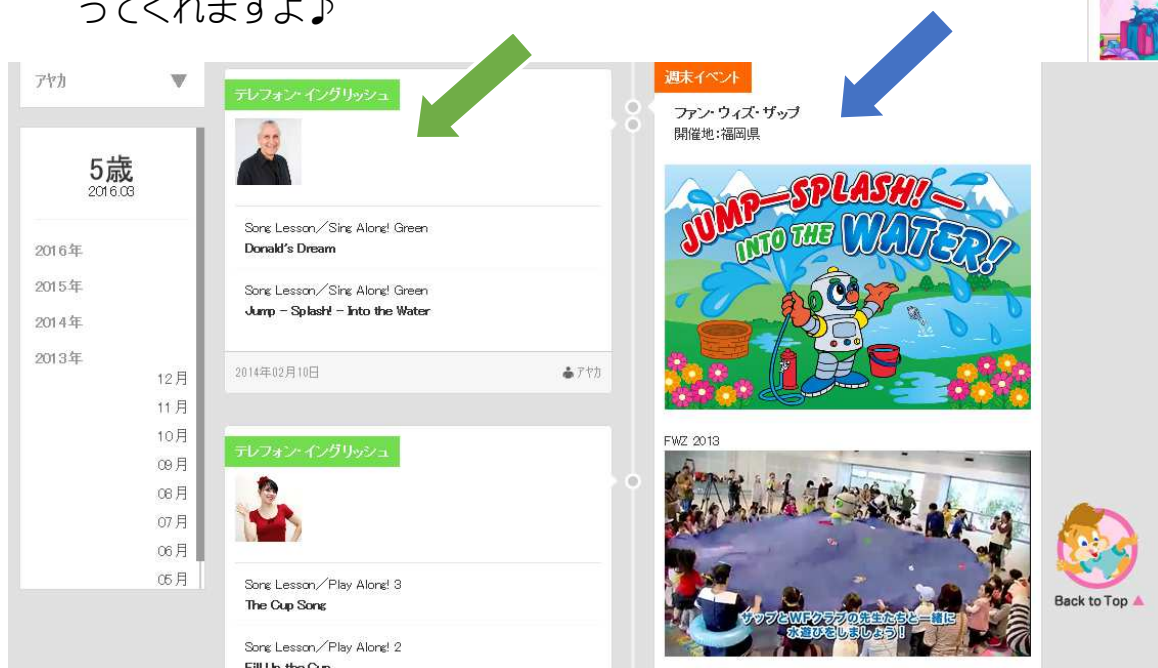 ってくれますよ♪
アヤカ ▼
5歳
2016.03
2016年
2015年
2014年
2013年
12月
11月
10月
09月
08月
07月
06月
05月
テレフォン・イングリッシュ
Song Lesson/Sing Along! Green
Donald's Dream
Song Lesson/Sing Along! Green
Jump - Splash! - Into the Water
2014年02月10日
アヤカ
テレフォン・イングリッシュ
Song Lesson/Play Along! 3
The Cup Song
Song Lesson/Play Along! 2
Fill Up the Cup
週末イベント
ファン・ウィズ・ザップ
開催地:福岡県
JUMP-SPLASH!-
INTO THE WATER!
FWZ 2013
ザップとWFクラブの先生たちと一緒に
水遊びをしましょう!
Back to Top ▲